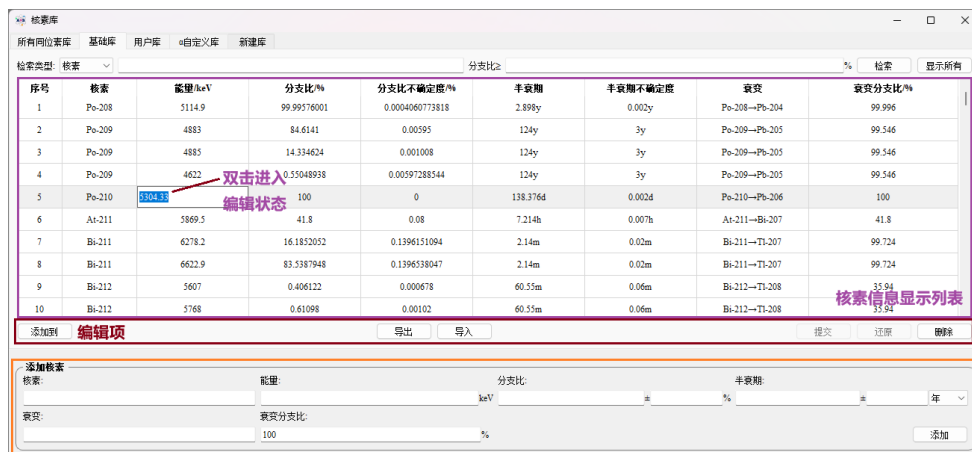 核素库
所有同位素库 基础库 用户库 α自定义库 新建库
检索类型: 核素 分支比≥ % 检索 显示所有
序号 核素 能量/keV 分支比/% 分支比不确定度/% 半衰期 半衰期不确定度 衰变 衰变分支比/%
1 Po-208 5114.9 99.99576001 0.0004060773818 2.898y 0.002y Po-208→Pb-204 99.996
2 Po-209 4883 84.6141 0.00595 124y 3y Po-209→Pb-205 99.546
3 Po-209 4885 14.334624 0.001008 124y 3y Po-209→Pb-205 99.546
4 Po-209 4622 0.55048938 0.00597288544 124y 3y Po-209→Pb-205 99.546
双击进入
5 Po-210 5304.33 100 0 138.376d 0.002d Po-210→Pb-206 100
编辑状态
6 At-211 5869.5 41.8 0.08 7.214h 0.007h At-211→Bi-207 41.8
7 Bi-211 6278.2 16.1852052 0.1396151094 2.14m 0.02m Bi-211→Tl-207 99.724
8 Bi-211 6622.9 83.5387948 0.1396538047 2.14m 0.02m Bi-211→Tl-207 99.724
9 Bi-212 5607 0.406122 0.000678 60.55m 0.06m Bi-212→Tl-208 35.94
核素信息显示列表
10 Bi-212 5768 0.61098 0.00102 60.55m 0.06m Bi-212→Tl-208 35.94
添加到 编辑项 导出 导入 提交 还原 删除
添加核素
核素: 能量: 分支比: 半衰期:
keV ± % ± 年
衰变: 衰变分支比:
100 % 添加